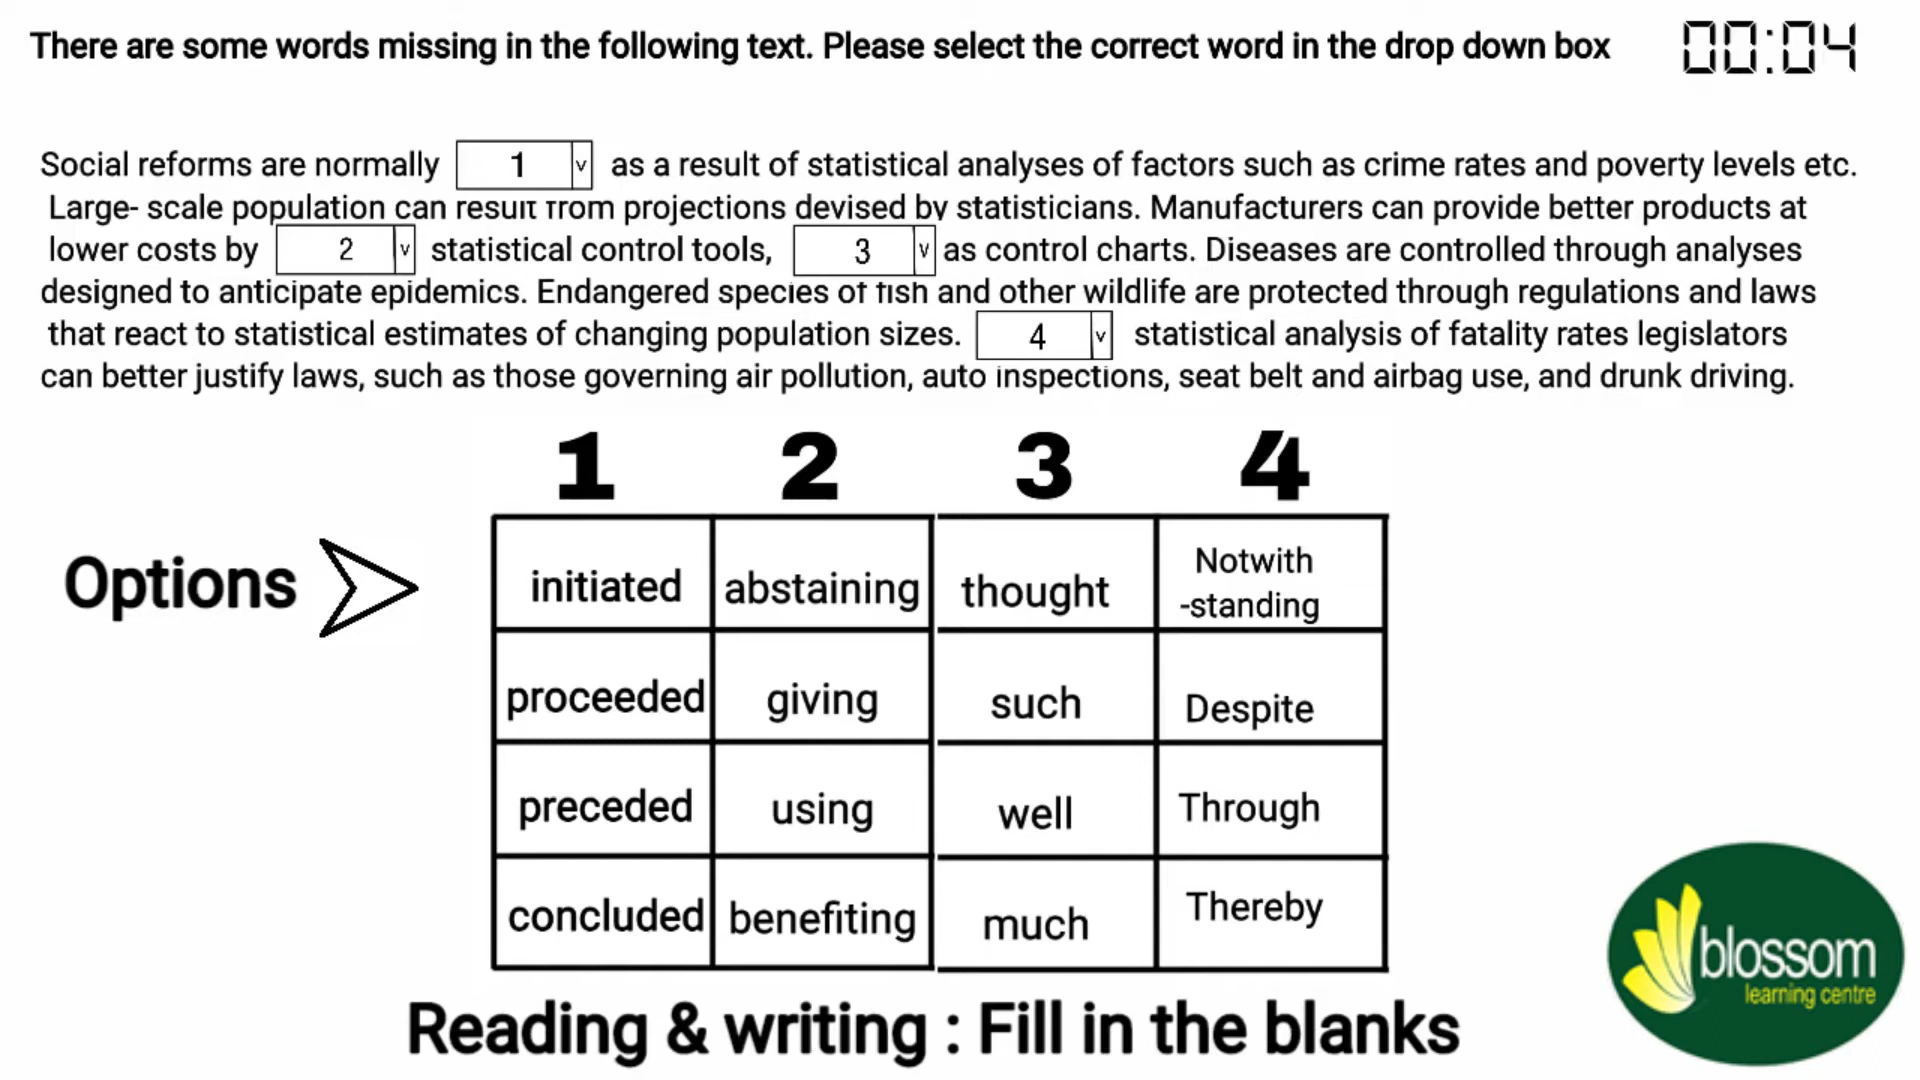 There are some words missing in the following text. Please select the correct word in the drop down box
00:04
Social reforms are normally 1 v as a result of statistical analyses of factors such as crime rates and poverty levels etc.
Large- scale population can result from projections devised by statisticians. Manufacturers can provide better products at
lower costs by 2 v statistical control tools, 3 v as control charts. Diseases are controlled through analyses
designed to anticipate epidemics. Endangered species of fish and other wildlife are protected through regulations and laws
that react to statistical estimates of changing population sizes. 4 v statistical analysis of fatality rates legislators
can better justify laws, such as those governing air pollution, auto inspections, seat belt and airbag use, and drunk driving.
1 2 3 4
Options
initiated abstaining thought Notwith
-standing
proceeded giving such Despite
preceded using well Through
concluded benefiting much Thereby
blossom
learning centre
Reading & writing : Fill in the blanks